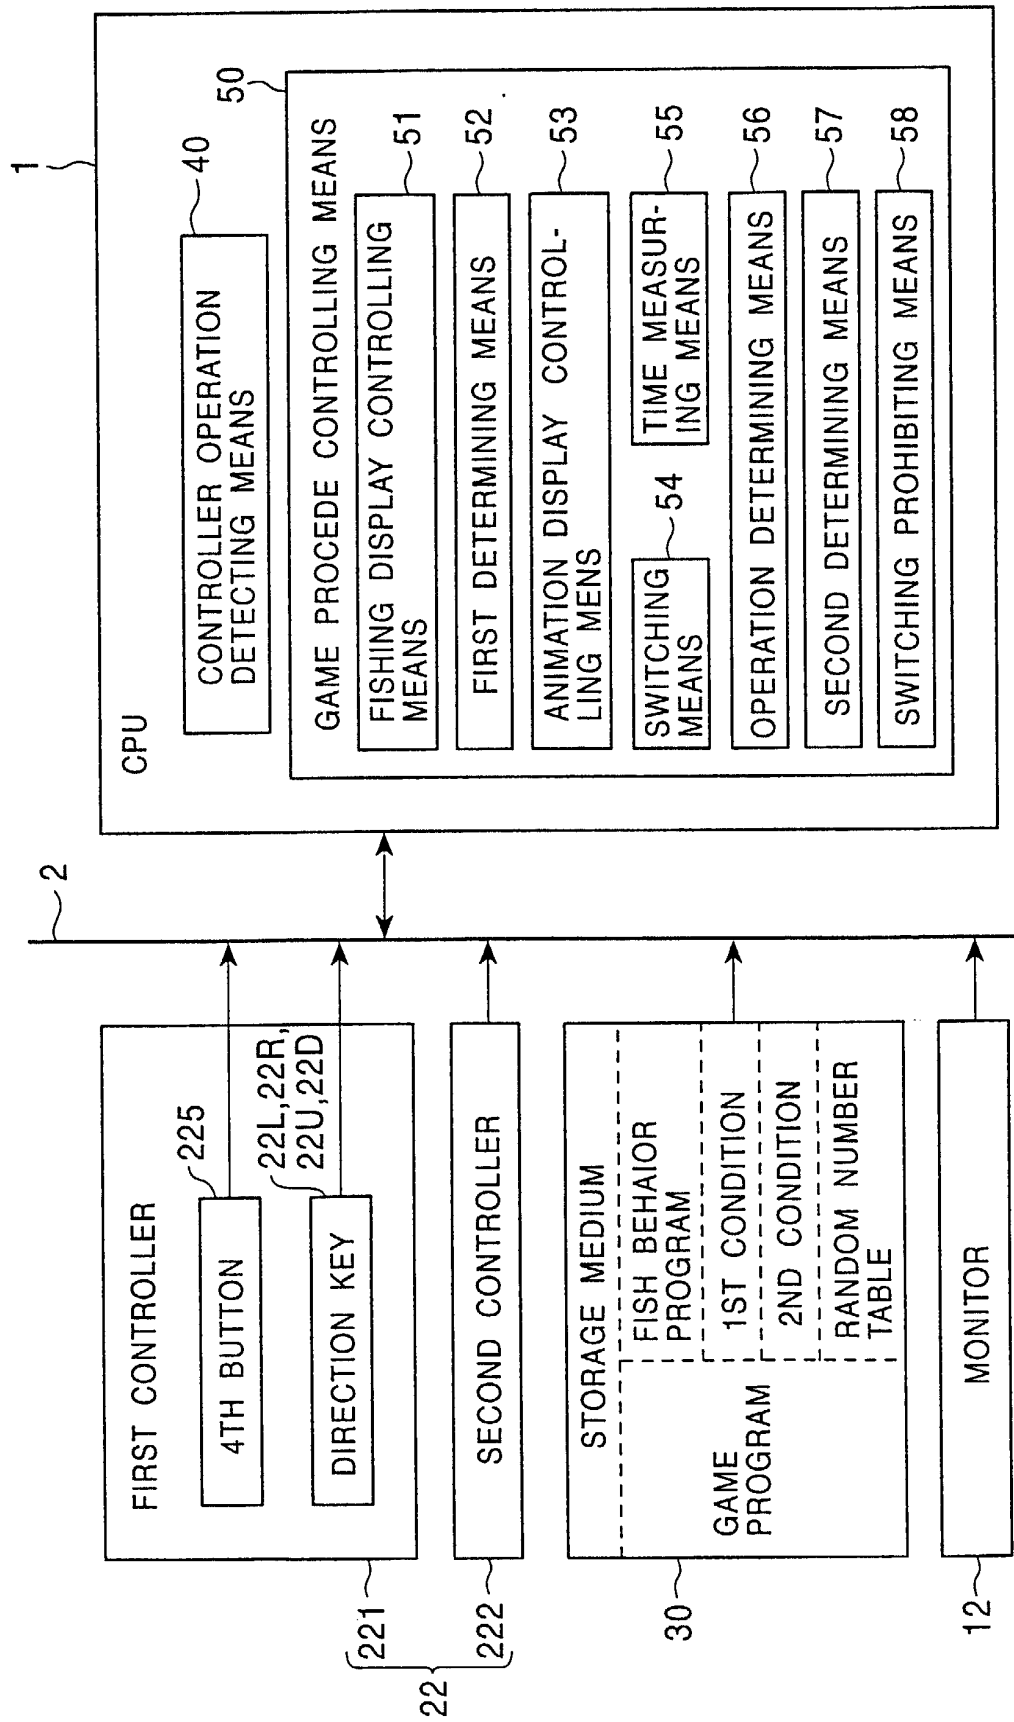 FIRST CONTROLLER
225
4TH BUTTON
22L,22R,
22U,22D
DIRECTION KEY
221
22
222
SECOND CONTROLLER
STORAGE MEDIUM
GAME
PROGRAM
FISH BEHAIOR
PROGRAM
1ST CONDITION
2ND CONDITION
RANDOM NUMBER
TABLE
30
MONITOR
12
2
1
CPU
40
CONTROLLER OPERATION
DETECTING MEANS
50
GAME PROCEDE CONTROLLING MEANS
FISHING DISPLAY CONTROLLING
MEANS
51
FIRST DETERMINING MEANS
52
ANIMATION DISPLAY CONTROL-
LING MENS
53
SWITCHING
MEANS
54
TIME MEASUR-
ING MEANS
55
OPERATION DETERMINING MEANS
56
SECOND DETERMINING MEANS
57
SWITCHING PROHIBITING MEANS
58